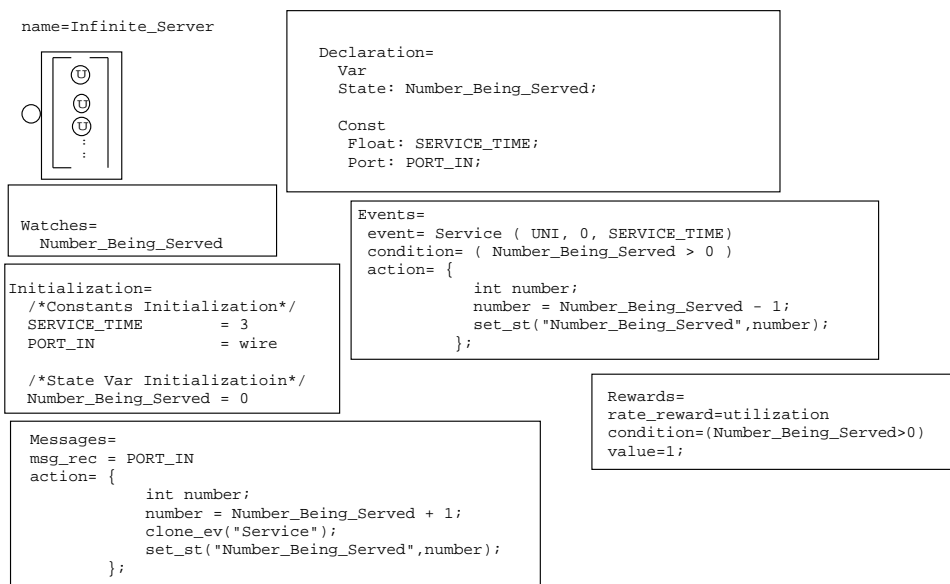 name=Infinite_Server
U
U
U
Declaration=
Var
State: Number_Being_Served;
Const
Float: SERVICE_TIME;
Port: PORT_IN;
Watches=
Number_Being_Served
Events=
event= Service ( UNI, 0, SERVICE_TIME)
condition= ( Number_Being_Served > 0 )
action= {
int number;
number = Number_Being_Served - 1;
set_st("Number_Being_Served",number);
};
Initialization=
/*Constants Initialization*/
SERVICE_TIME = 3
PORT_IN = wire
/*State Var Initializatioin*/
Number_Being_Served = 0
Rewards=
rate_reward=utilization
condition=(Number_Being_Served>0)
value=1;
Messages=
msg_rec = PORT_IN
action= {
int number;
number = Number_Being_Served + 1;
clone_ev("Service");
set_st("Number_Being_Served",number);
};